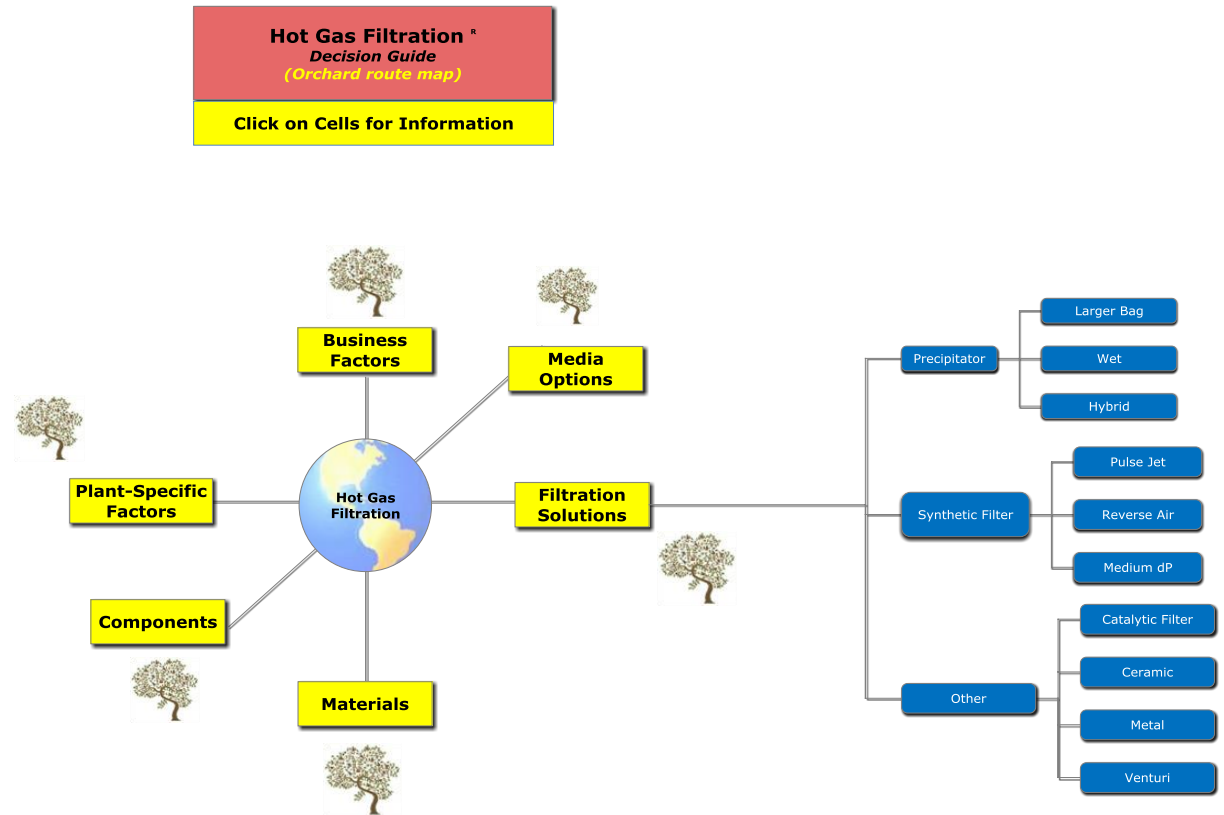 Hot Gas Filtration R
Decision Guide
(Orchard route map)
Click on Cells for Information
Business
Factors
Media
Options
Plant-Specific
Factors
Hot Gas
Filtration
Filtration
Solutions
Components
Materials
Precipitator
Larger Bag
Wet
Hybrid
Synthetic Filter
Pulse Jet
Reverse Air
Medium dP
Other
Catalytic Filter
Ceramic
Metal
Venturi